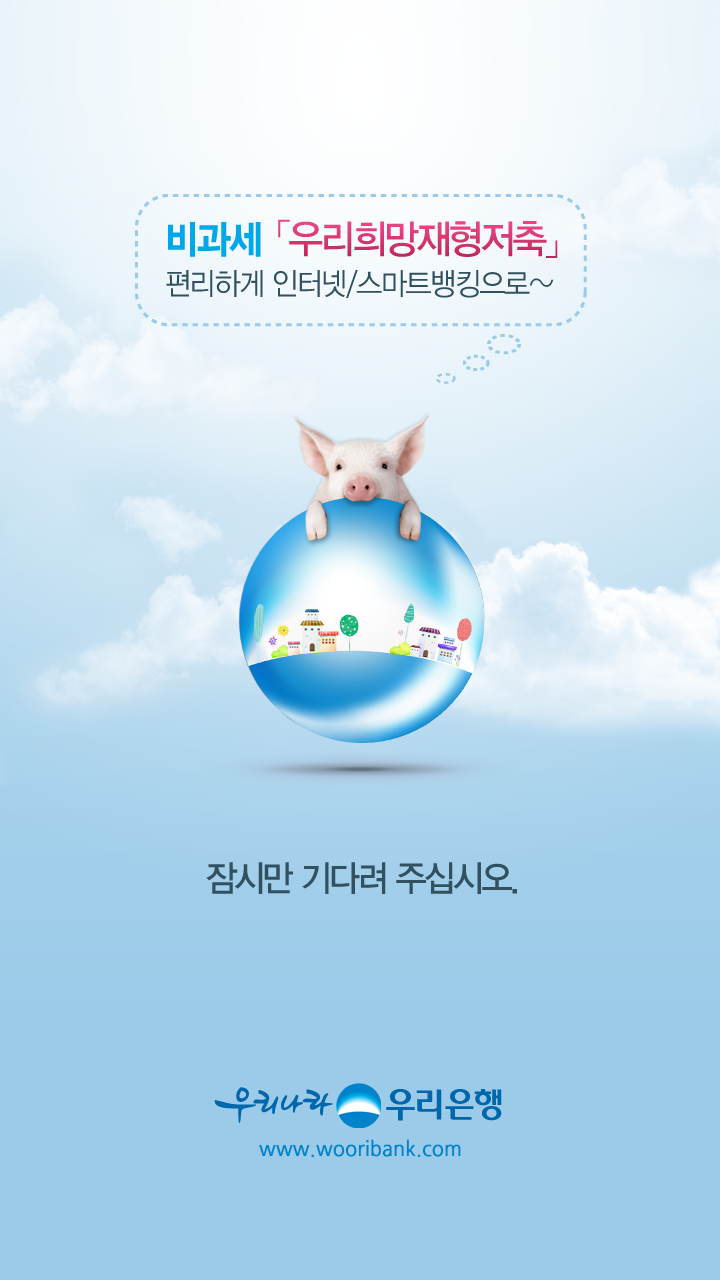 비과세 「우리희망재형저축」
편리하게 인터넷/스마트뱅킹으로~
잠시만 기다려 주십시오.
우리나라 우리은행
www.wooribank.com